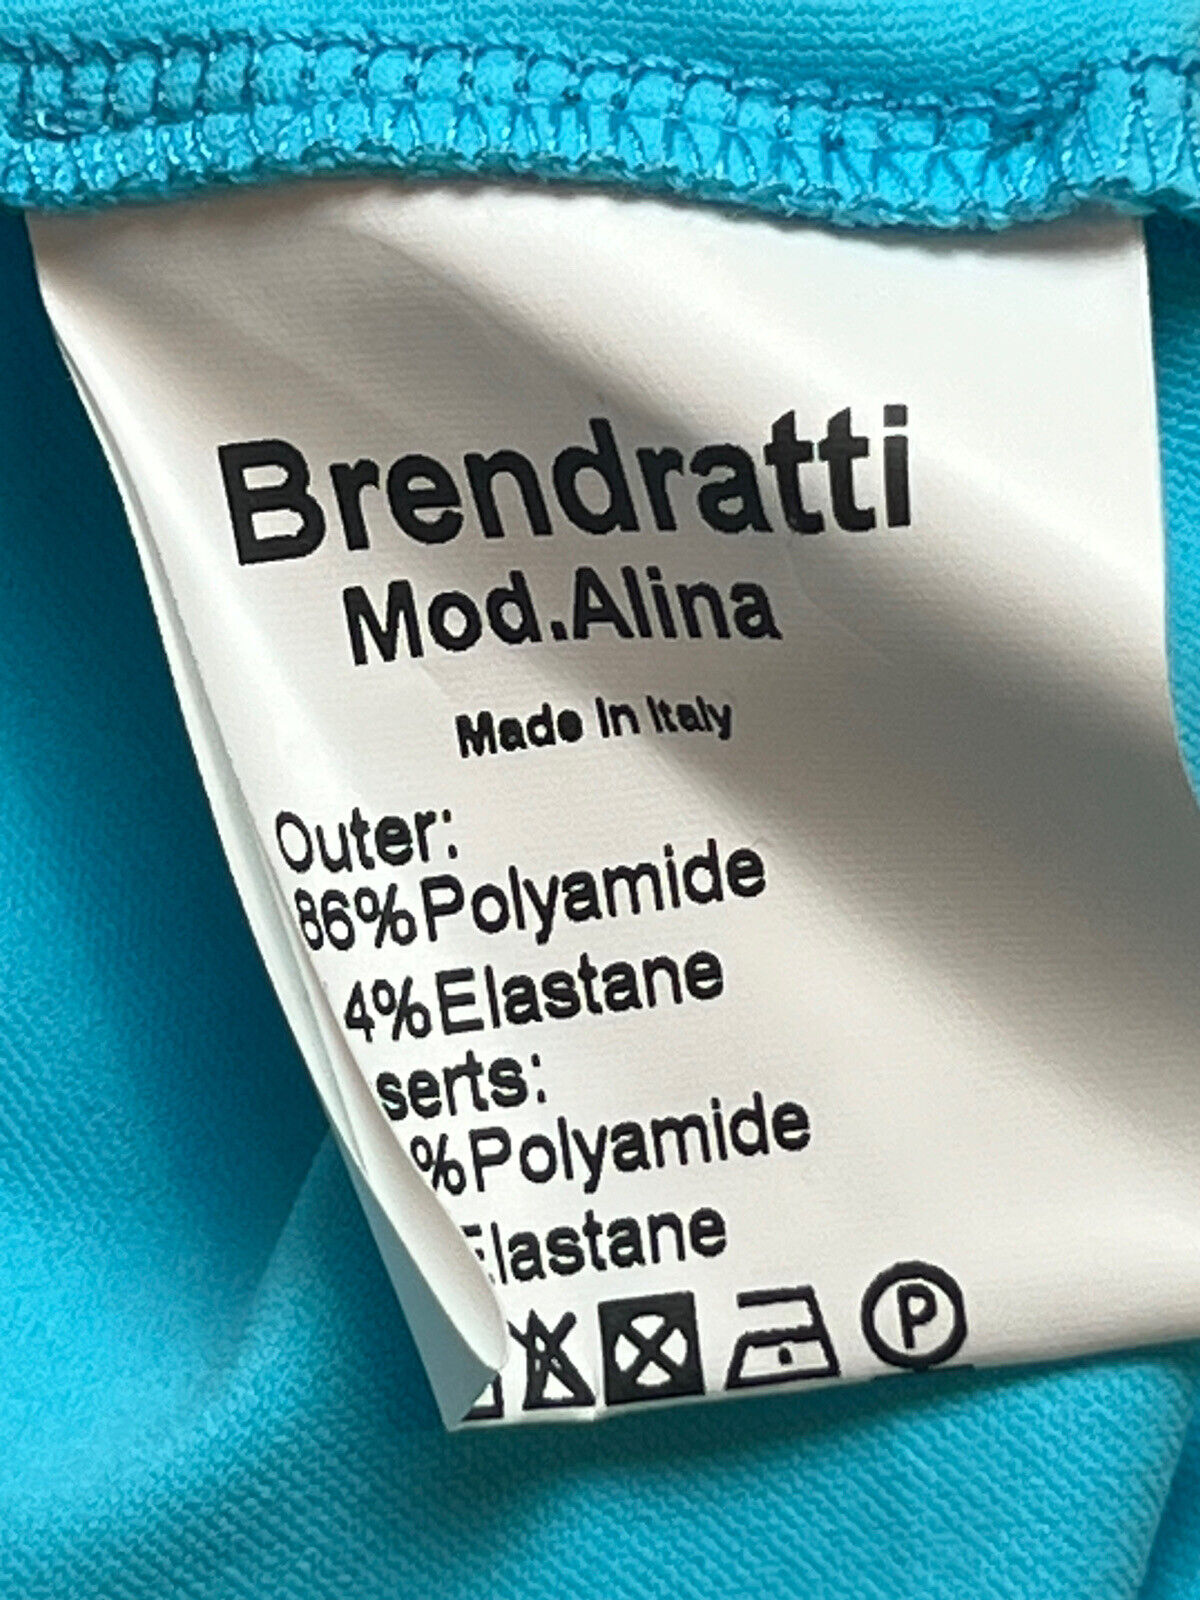 Brendratti
Mod.Alina
Made In Italy
Outer:
86%Polyamide
4%Elastane
serts:
%Polyamide
Elastane
P